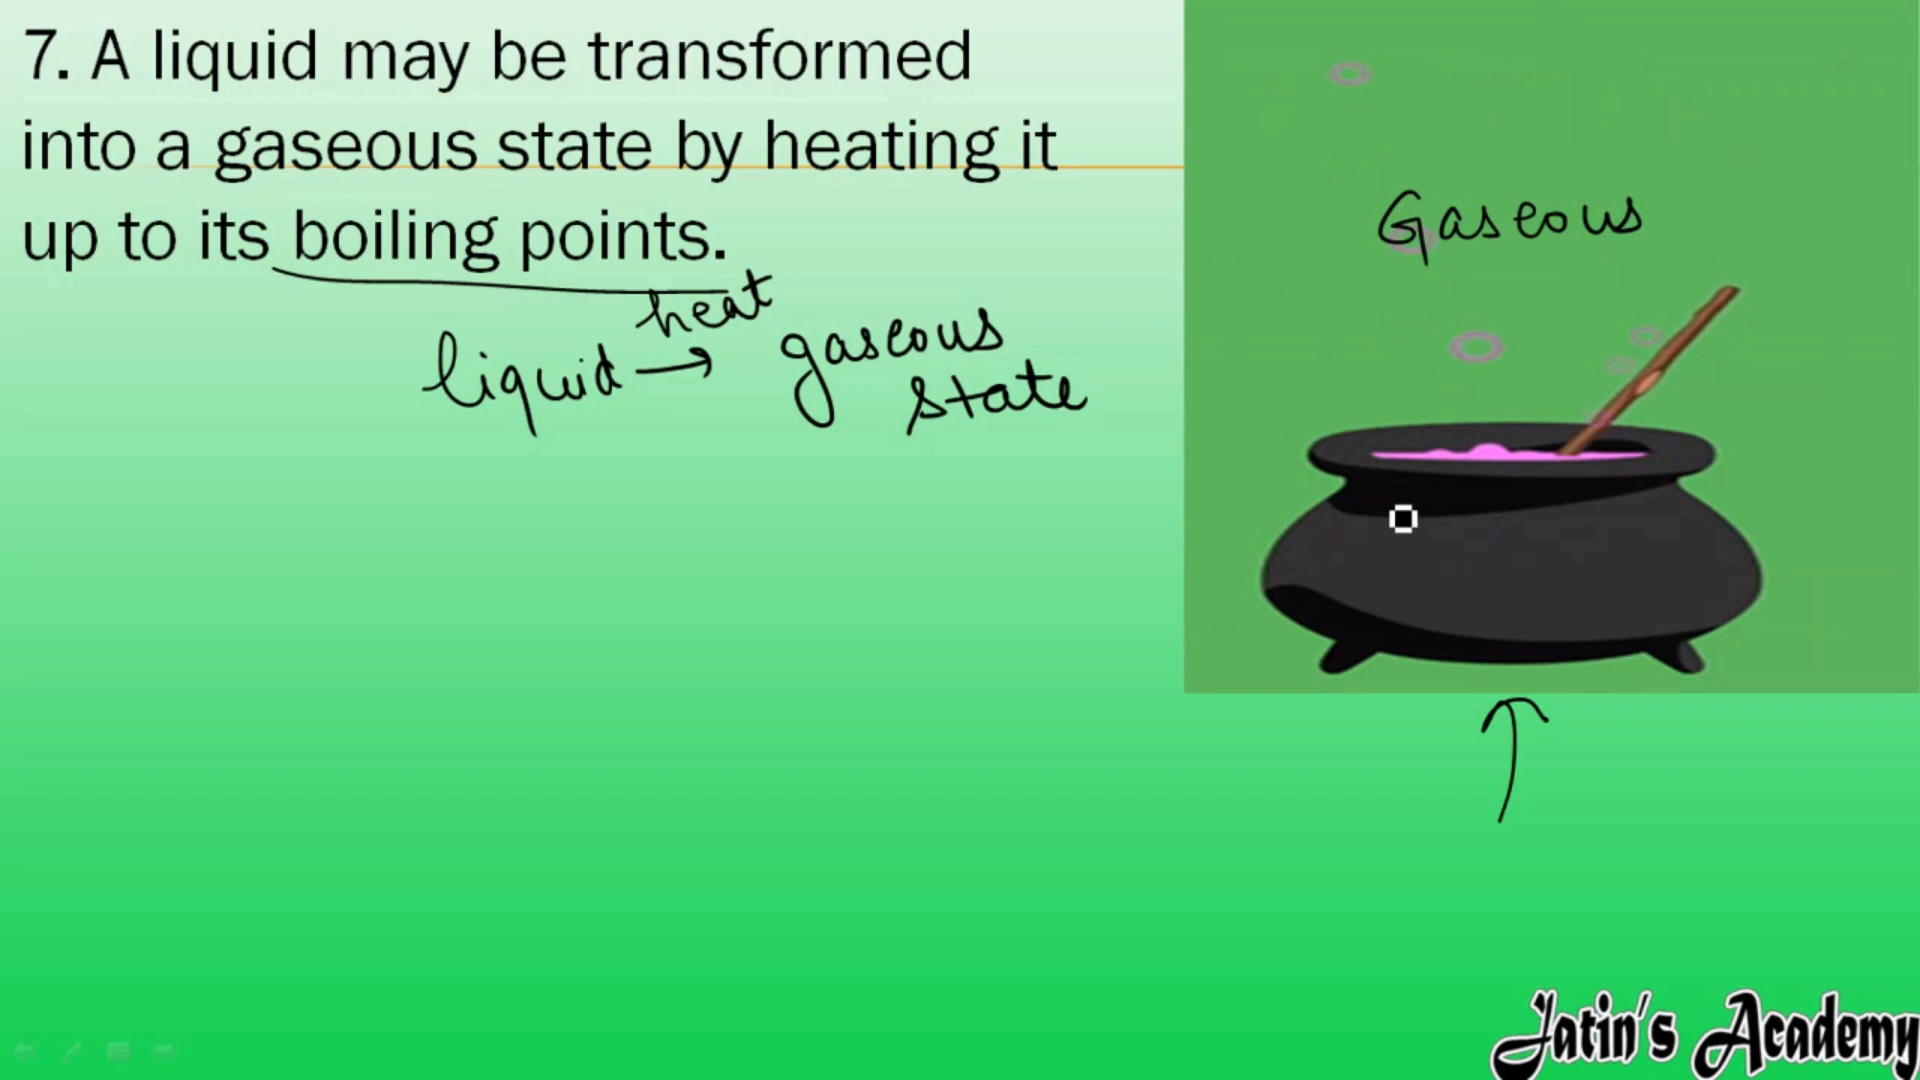 7. A liquid may be transformed
into a gaseous state by heating it
up to its boiling points.
heat
liquid → gaseous
state
Gaseous
Jatin's Academy